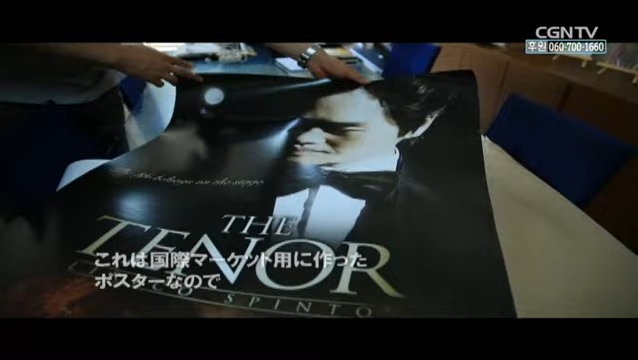 CGNTV
후원 060-700-1660
THE
TENOR
SPINTO
これは国際マーケット用に作った
ポスターなので